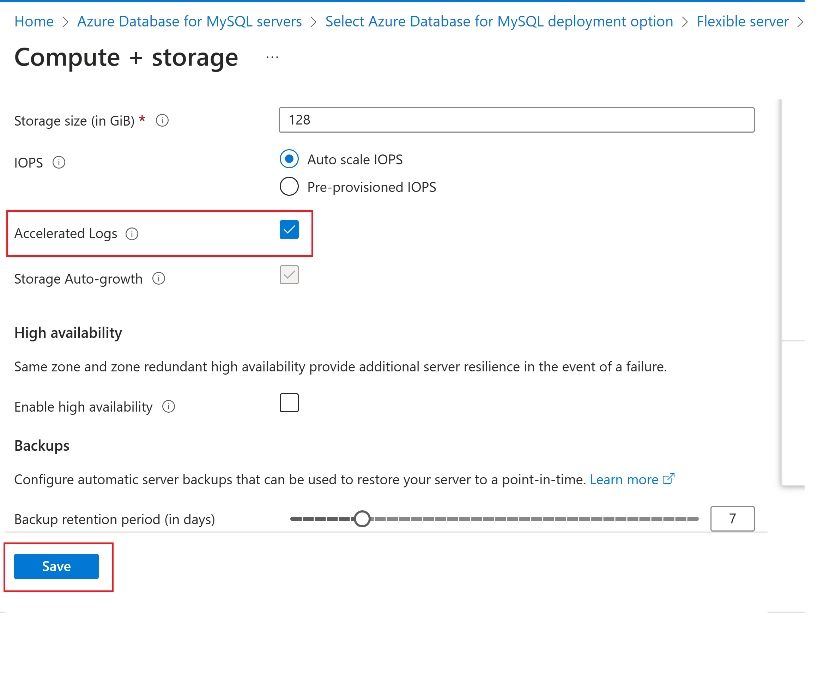 Home > Azure Database for MySQL servers > Select Azure Database for MySQL deployment option > Flexible server >
Compute + storage ...
Storage size (in GiB) * 128
IOPS Auto scale IOPS
Pre-provisioned IOPS
Accelerated Logs
Storage Auto-growth
High availability
Same zone and zone redundant high availability provide additional server resilience in the event of a failure.
Enable high availability
Backups
Configure automatic server backups that can be used to restore your server to a point-in-time. Learn more
Backup retention period (in days) 7
Save